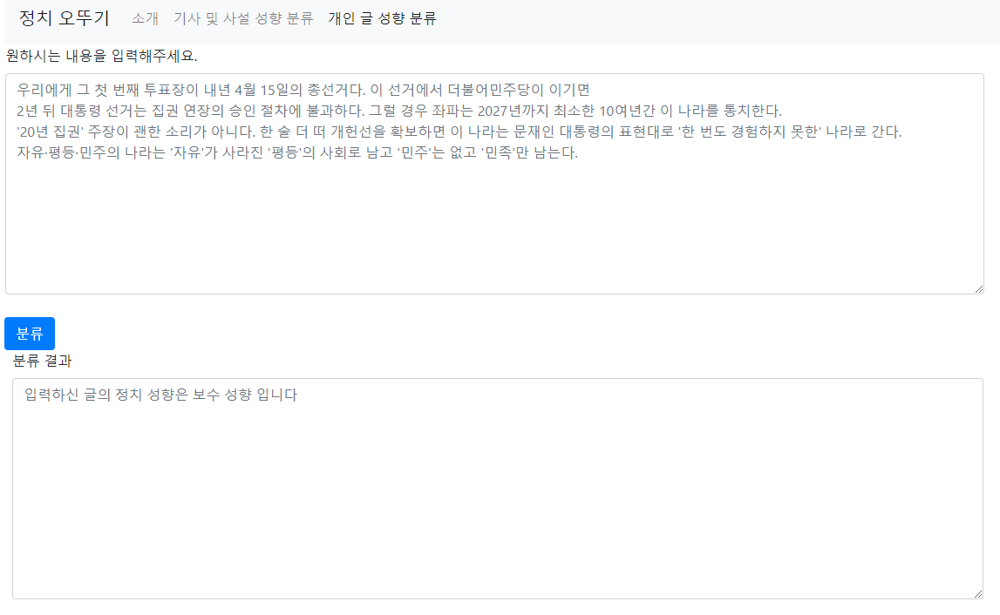 정치 오뚜기 소개 기사 및 사설 성향 분류 개인 글 성향 분류
원하시는 내용을 입력해주세요.
우리에게 그 첫 번째 투표장이 내년 4월 15일의 총선거다. 이 선거에서 더불어민주당이 이기면
2년 뒤 대통령 선거는 집권 연장의 승인 절차에 불과하다. 그럴 경우 좌파는 2027년까지 최소한 10여년간 이 나라를 통치한다.
'20년 집권' 주장이 괜한 소리가 아니다. 한 술 더 떠 개헌선을 확보하면 이 나라는 문재인 대통령의 표현대로 '한 번도 경험하지 못한' 나라로 간다.
자유·평등·민주의 나라는 '자유'가 사라진 '평등'의 사회로 남고 '민주'는 없고 '민족'만 남는다.
분류
분류 결과
입력하신 글의 정치 성향은 보수 성향 입니다